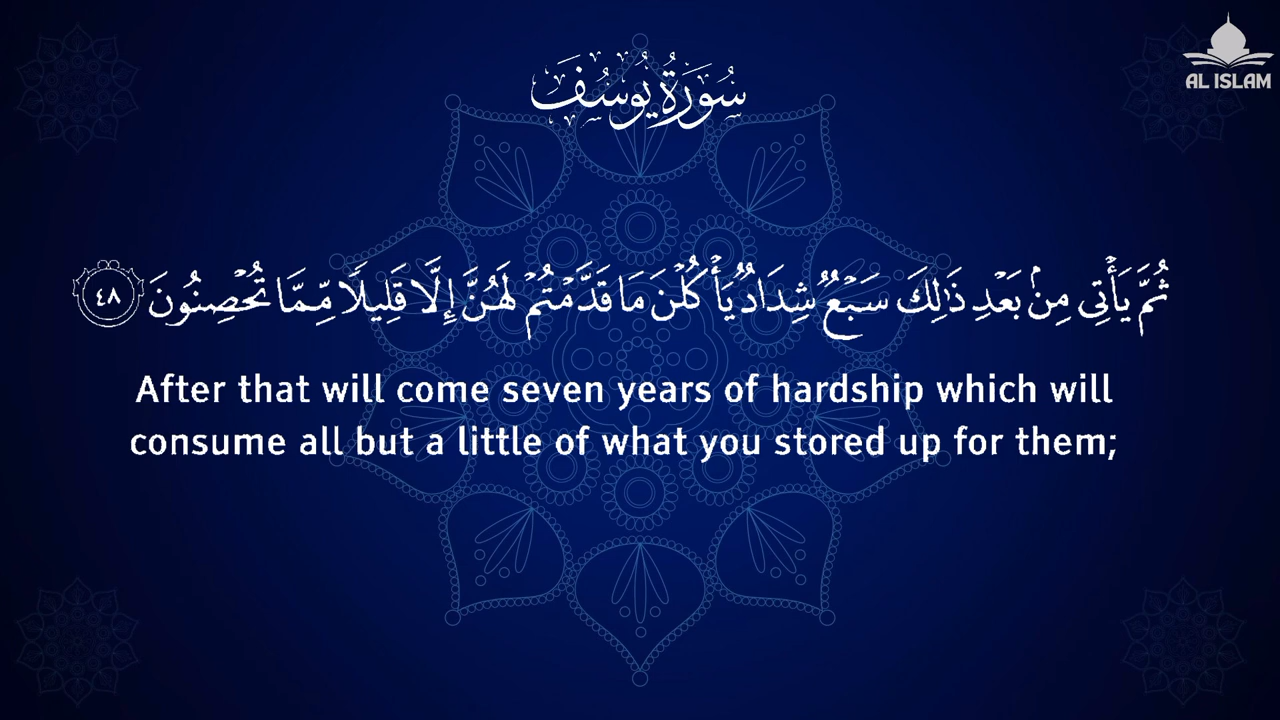 AL ISLAM
سُورَةُ يُوسُفَ
ثُمَّ يَأْتِى مِنۢ بَعْدِ ذَٰلِكَ سَبْعٌ شِدَادٌ يَأْكُلْنَ مَا قَدَّمْتُمْ لَهُنَّ إِلَّا قَلِيلًا مِّمَّا تُحْصِنُونَ ٤٨
After that will come seven years of hardship which will
consume all but a little of what you stored up for them;